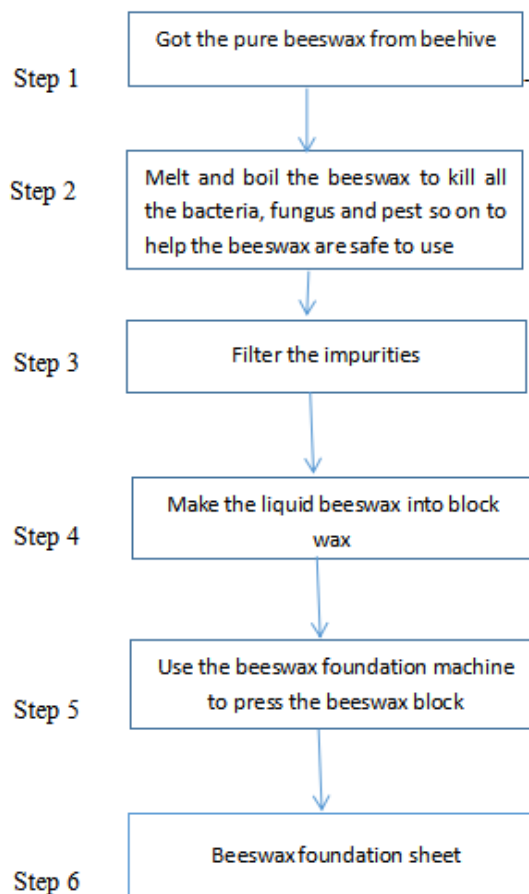 Got the pure beeswax from beehive
Step 1
Melt and boil the beeswax to kill all
the bacteria, fungus and pest so on to
help the beeswax are safe to use
Step 2
Filter the impurities
Step 3
Make the liquid beeswax into block
wax
Step 4
Use the beeswax foundation machine
to press the beeswax block
Step 5
Beeswax foundation sheet
Step 6